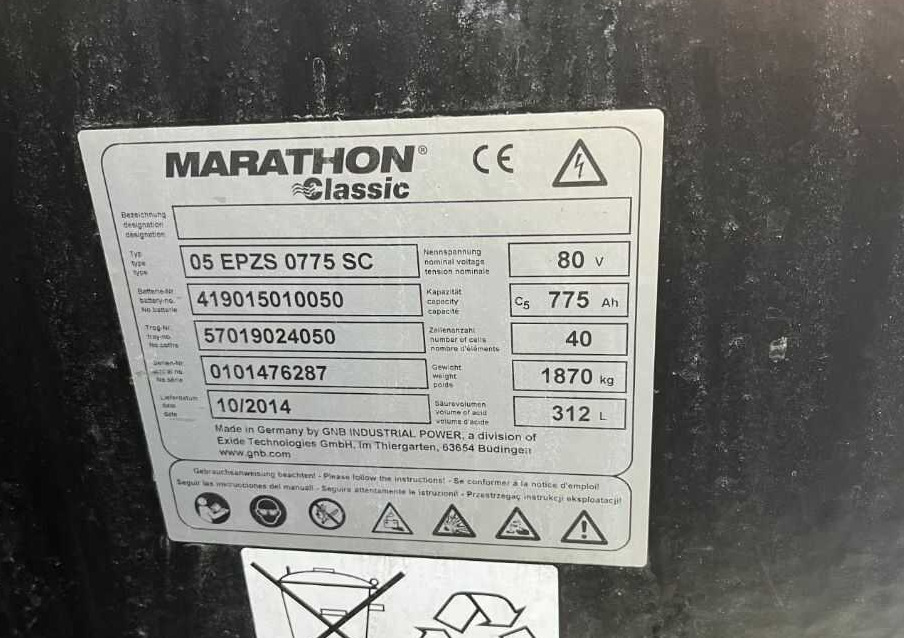 MARATHON®
Classic
CE
Bezeichnung
designation
designation
Typ
type
type
05 EPZS 0775 SC
Nennspannung
nominal voltage
tension nominale
80 V
Batterie-Nr.
battery-no.
No.batterie
419015010050
Kapazität
capacity
capacité
C5 775 Ah
Trog-Nr.
tray-no.
57019024050
Zellenanzahl
number of cells
nombre d'éléments
40
Serien-Nr.
No.série
0101476287
Gewicht
weight
poids
1870 kg
Lieferdatum
date
date
10/2014
Säurevolumen
volume of acid
volume d'acide
312 L
Made in Germany by GNB INDUSTRIAL POWER, a division of
Exide Technologies GmbH, Im Thiergarten, 63654 Büdingen
www.gnb.com
Gebrauchsanweisung beachten! - Please follow the instructions! - Se conformer à la notice d'emploi!
Seguir las instrucciones del manual! - Seguire attentamente le istruzioni! - Przestrzegać instrukcji eksploatacji!